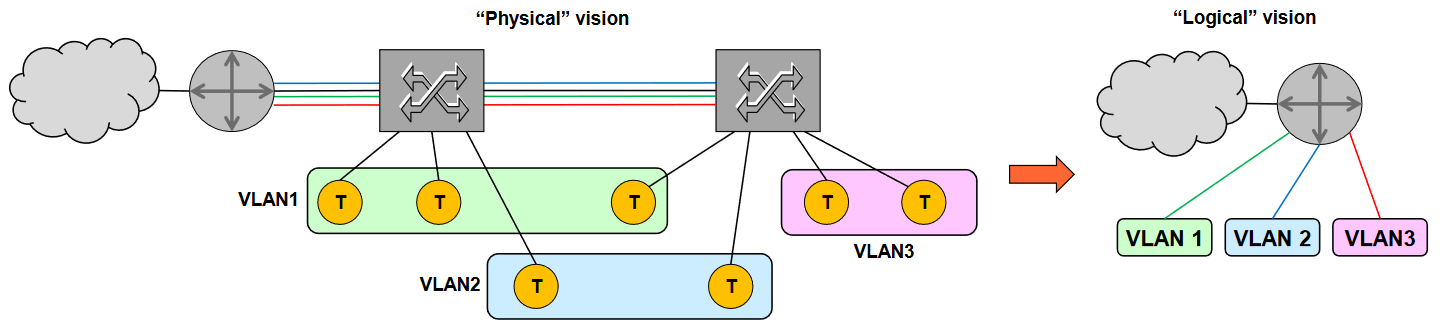 “Physical” vision
“Logical” vision
VLAN1
T
T
T
T
T
VLAN3
VLAN2
T
T
VLAN 1
VLAN 2
VLAN3